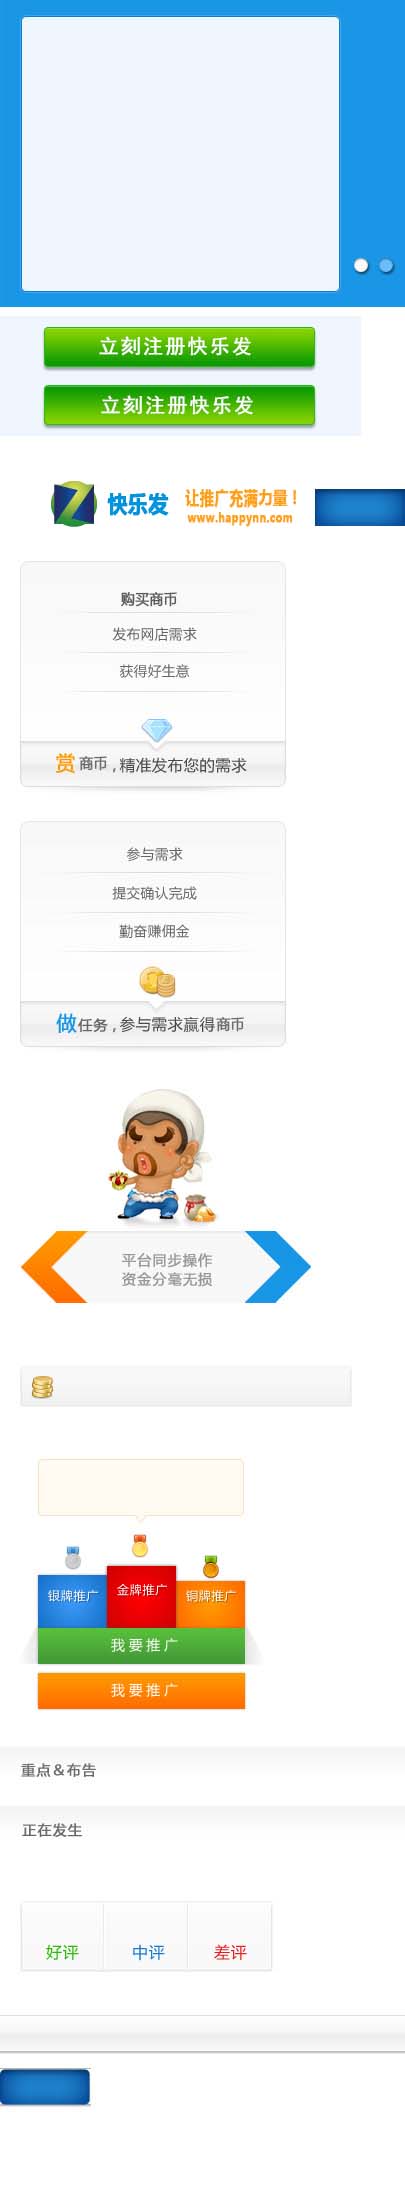 立刻注册快乐发
立刻注册快乐发
快乐发 让推广充满力量！
www.happynn.com
购买商币
发布网店需求
获得好生意
赏 商币 , 精准发布您的需求
参与需求
提交确认完成
勤奋赚佣金
做任务 , 参与需求赢得商币
平台同步操作
资金分毫无损
银牌推广 金牌推广 铜牌推广
我要推广
我要推广
重点＆布告
正在发生
好评 中评 差评